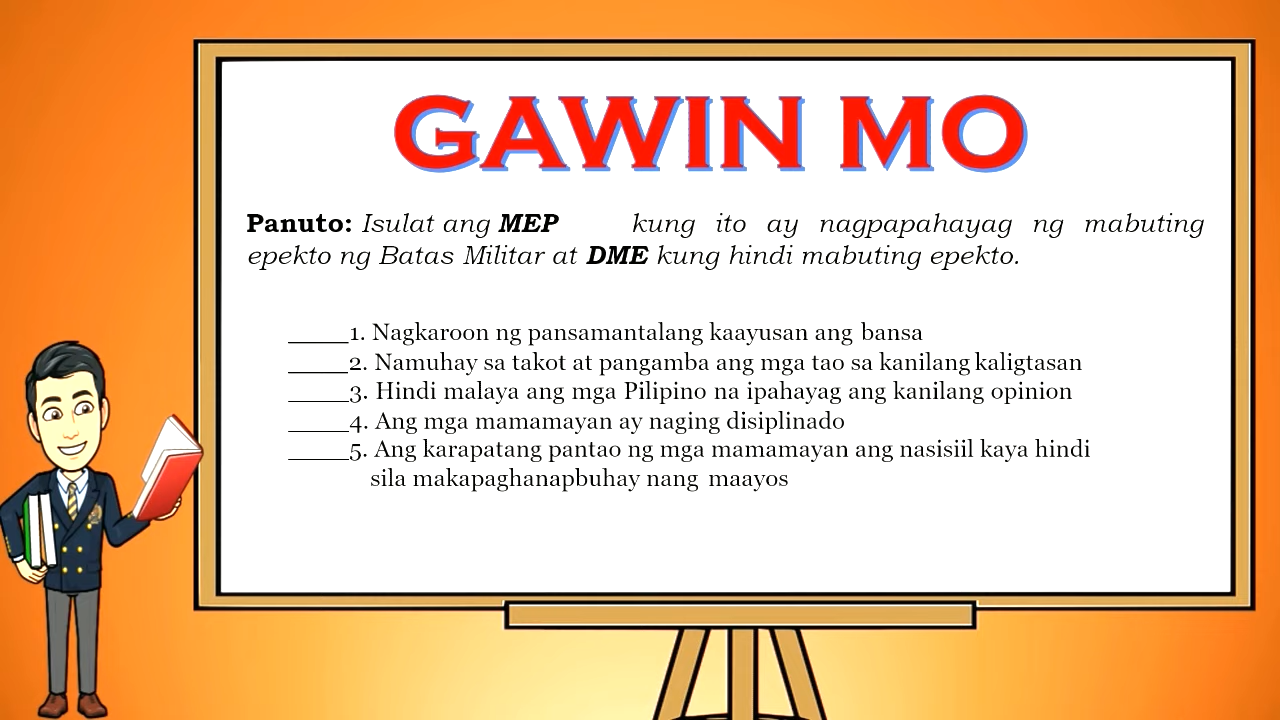 GAWIN MO
Panuto: Isulat ang MEP kung ito ay nagpapahayag ng mabuting
epekto ng Batas Militar at DME kung hindi mabuting epekto.
_____1. Nagkaroon ng pansamantalang kaayusan ang bansa
_____2. Namuhay sa takot at pangamba ang mga tao sa kanilang kaligtasan
_____3. Hindi malaya ang mga Pilipino na ipahayag ang kanilang opinion
_____4. Ang mga mamamayan ay naging disiplinado
_____5. Ang karapatang pantao ng mga mamamayan ang nasisiil kaya hindi
sila makapaghanapbuhay nang maayos